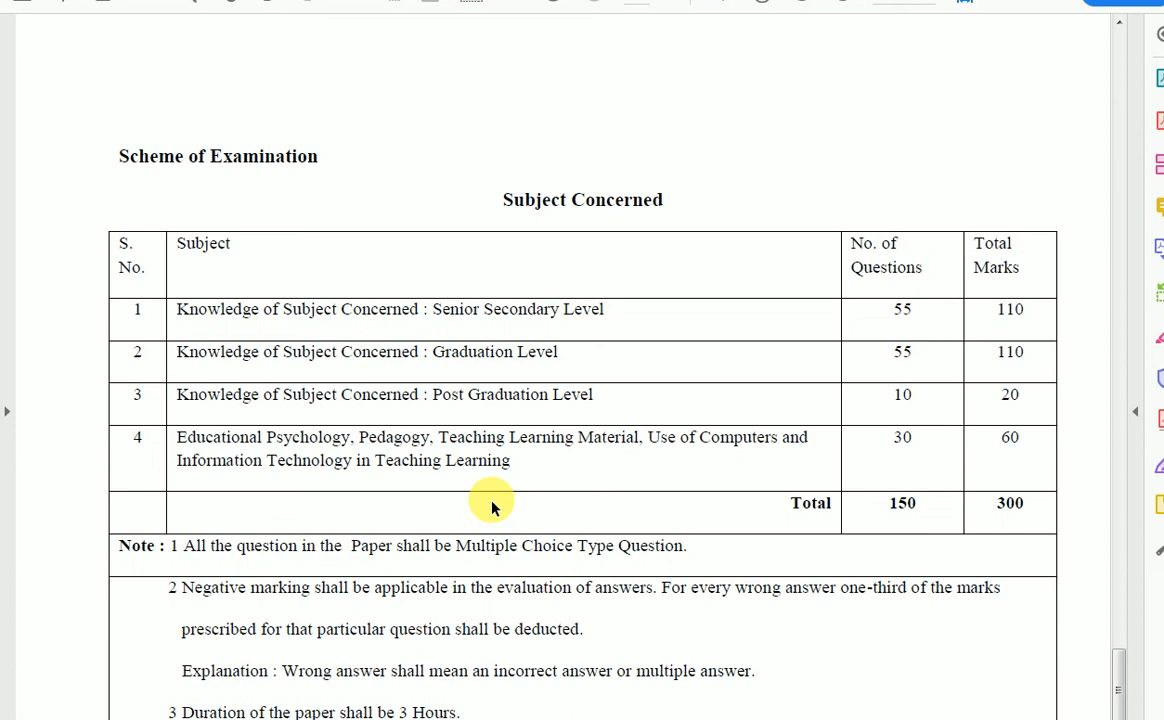 Scheme of Examination
Subject Concerned
S. No. Subject No. of Questions Total Marks
1 Knowledge of Subject Concerned : Senior Secondary Level 55 110
2 Knowledge of Subject Concerned : Graduation Level 55 110
3 Knowledge of Subject Concerned : Post Graduation Level 10 20
4 Educational Psychology, Pedagogy, Teaching Learning Material, Use of Computers and 30 60
Information Technology in Teaching Learning
Total 150 300
Note : 1 All the question in the Paper shall be Multiple Choice Type Question.
2 Negative marking shall be applicable in the evaluation of answers. For every wrong answer one-third of the marks
prescribed for that particular question shall be deducted.
Explanation : Wrong answer shall mean an incorrect answer or multiple answer.
3 Duration of the paper shall be 3 Hours.